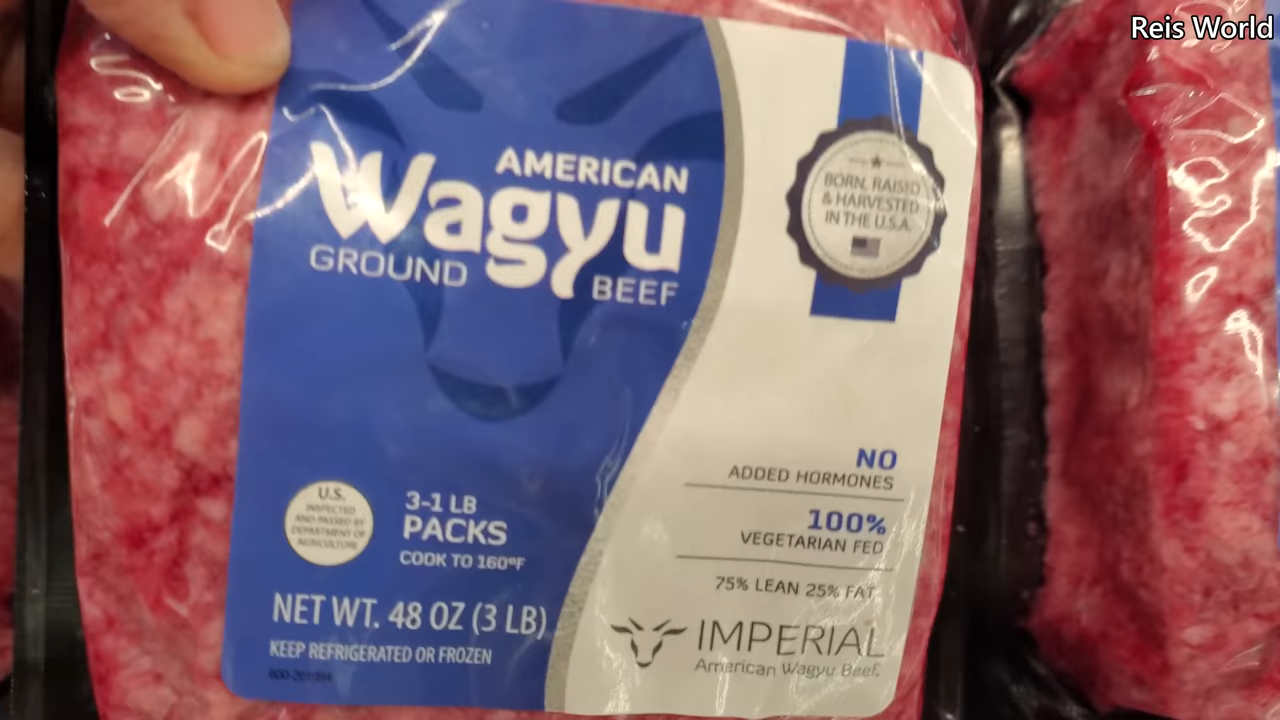 Reis World
AMERICAN
Wagyu
GROUND BEEF
BORN, RAISED
& HARVESTED
IN THE U.S.A.
NO
ADDED HORMONES
100%
VEGETARIAN FED
75% LEAN 25% FAT
IMPERIAL
American Wagyu Beef.
U.S.
INSPECTED
AND PASSED BY
DEPARTMENT OF
AGRICULTURE
3-1 LB
PACKS
COOK TO 160°F
NET WT. 48 OZ (3 LB)
KEEP REFRIGERATED OR FROZEN